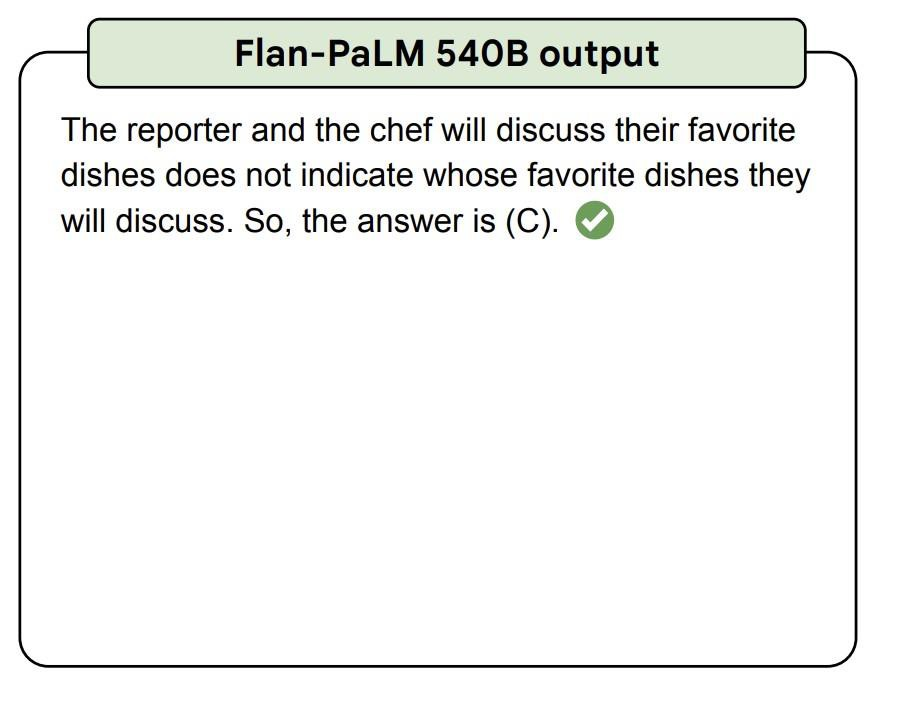 Flan-PaLM 540B output
The reporter and the chef will discuss their favorite
dishes does not indicate whose favorite dishes they
will discuss. So, the answer is (C).